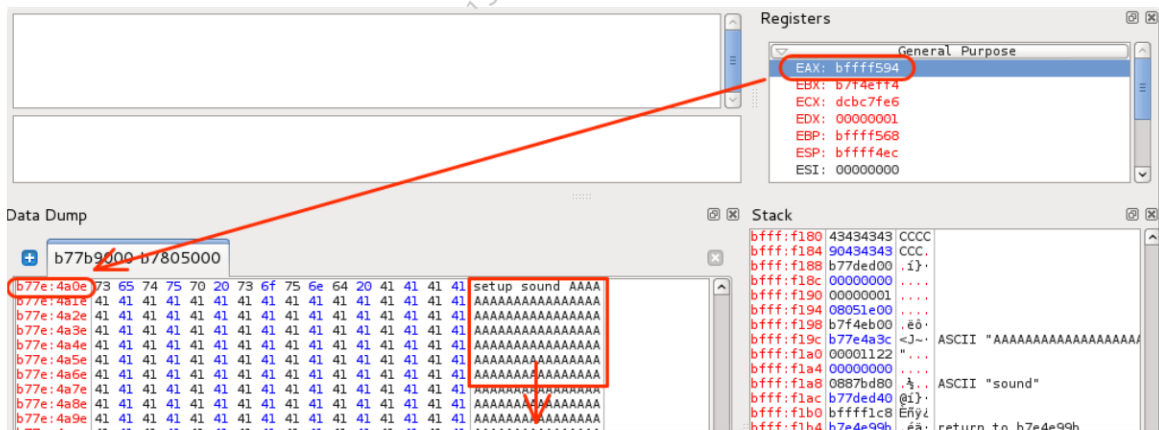 Registers
General Purpose
EAX: bffff594
EBX: b7f4eff4
ECX: dcbc7fe6
EDX: 00000001
EBP: bffff568
ESP: bffff4ec
ESI: 00000000
Data Dump
b77b9000-b7805000
b77e:4a0e 73 65 74 75 70 20 73 6f 75 6e 64 20 41 41 41 41 setup sound AAAA
b77e:4a1e 41 41 41 41 41 41 41 41 41 41 41 41 41 41 41 41 AAAAAAAAAAAAAAAA
b77e:4a2e 41 41 41 41 41 41 41 41 41 41 41 41 41 41 41 41 AAAAAAAAAAAAAAAA
b77e:4a3e 41 41 41 41 41 41 41 41 41 41 41 41 41 41 41 41 AAAAAAAAAAAAAAAA
b77e:4a4e 41 41 41 41 41 41 41 41 41 41 41 41 41 41 41 41 AAAAAAAAAAAAAAAA
b77e:4a5e 41 41 41 41 41 41 41 41 41 41 41 41 41 41 41 41 AAAAAAAAAAAAAAAA
b77e:4a6e 41 41 41 41 41 41 41 41 41 41 41 41 41 41 41 41 AAAAAAAAAAAAAAAA
b77e:4a7e 41 41 41 41 41 41 41 41 41 41 41 41 41 41 41 41 AAAAAAAAAAAAAAAA
b77e:4a8e 41 41 41 41 41 41 41 41 41 41 41 41 41 41 41 41 AAAAAAAAAAAAAAAA
b77e:4a9e 41 41 41 41 41 41 41 41 41 41 41 41 41 41 41 41 AAAAAAAAAAAAAAAA
Stack
bfff:f180 43434343 CCCC
bfff:f184 90434343 CCC.
bfff:f188 b77ded00 .í}·
bfff:f18c 00000000 ....
bfff:f190 00000001 ....
bfff:f194 08051e00 ....
bfff:f198 b7f4eb00 .ëô·
bfff:f19c b77e4a3c <J~· ASCII "AAAAAAAAAAAAAAAAAA
bfff:f1a0 00001122 "...
bfff:f1a4 00000000 ....
bfff:f1a8 0887bd80 .½.. ASCII "sound"
bfff:f1ac b77ded40 @í}·
bfff:f1b0 bffff1c8 Èñÿ¿
bfff:f1b4 b7e4e99b .éä· return to b7e4e99b